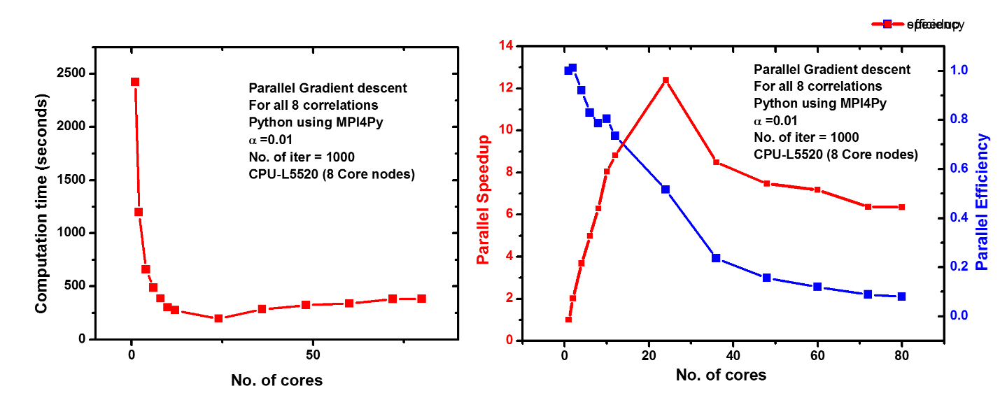 2500
2000
1500
1000
500
0
Computation time (seconds)
Parallel Gradient descent
For all 8 correlations
Python using MPI4Py
α =0.01
No. of iter = 1000
CPU-L5520 (8 Core nodes)
0 50
No. of cores
efficiency
speedup
14
12
10
8
6
4
2
0
Parallel Speedup
Parallel Gradient descent
For all 8 correlations
Python using MPI4Py
α =0.01
No. of iter = 1000
CPU-L5520 (8 Core nodes)
1.0
0.8
0.6
0.4
0.2
0.0
Parallel Efficiency
0 20 40 60 80
No. of cores